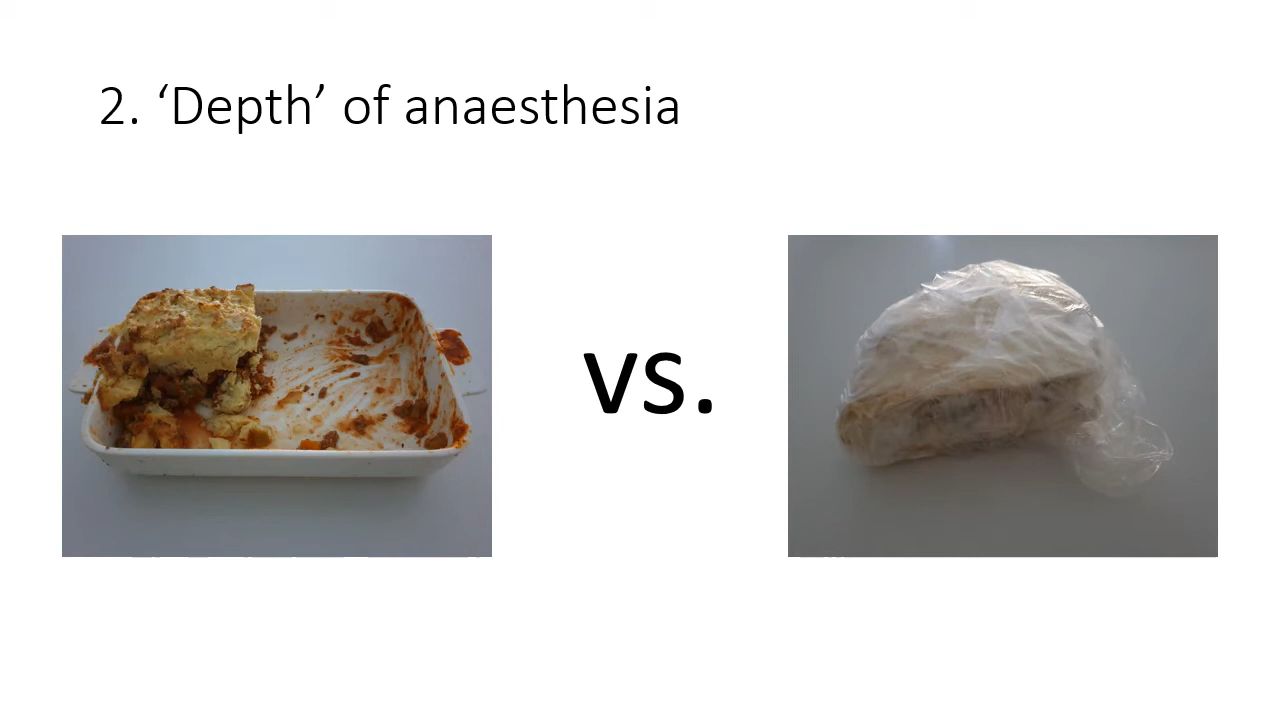 2. ‘Depth’ of anaesthesia
vs.